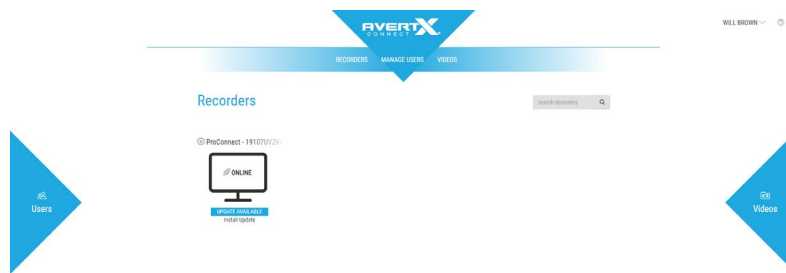 AVERTX
CONNECT
WILL BROWN
RECORDERS MANAGE USERS VIDEOS
Recorders
Search Recorders
ProConnect - 19107UVZK
ONLINE
UPDATE AVAILABLE
Install Update
Users
Videos